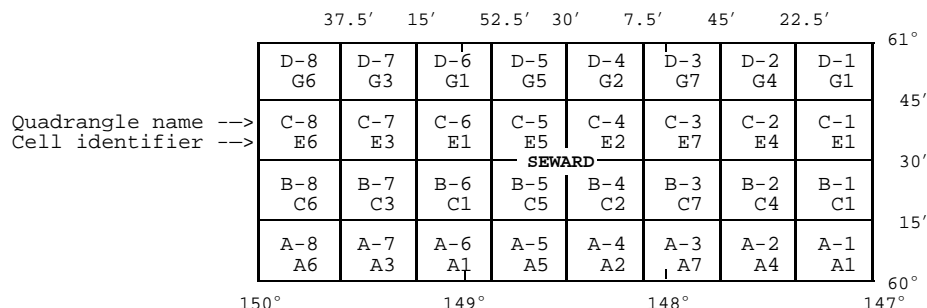 37.5′ 15′ 52.5′ 30′ 7.5′ 45′ 22.5′
61°
D-8 D-7 D-6 D-5 D-4 D-3 D-2 D-1
G6 G3 G1 G5 G2 G7 G4 G1
45′
Quadrangle name --> C-8 C-7 C-6 C-5 C-4 C-3 C-2 C-1
Cell identifier --> E6 E3 E1 E5 E2 E7 E4 E1
SEWARD
30′
B-8 B-7 B-6 B-5 B-4 B-3 B-2 B-1
C6 C3 C1 C5 C2 C7 C4 C1
15′
A-8 A-7 A-6 A-5 A-4 A-3 A-2 A-1
A6 A3 A1 A5 A2 A7 A4 A1
60°
150° 149° 148° 147°